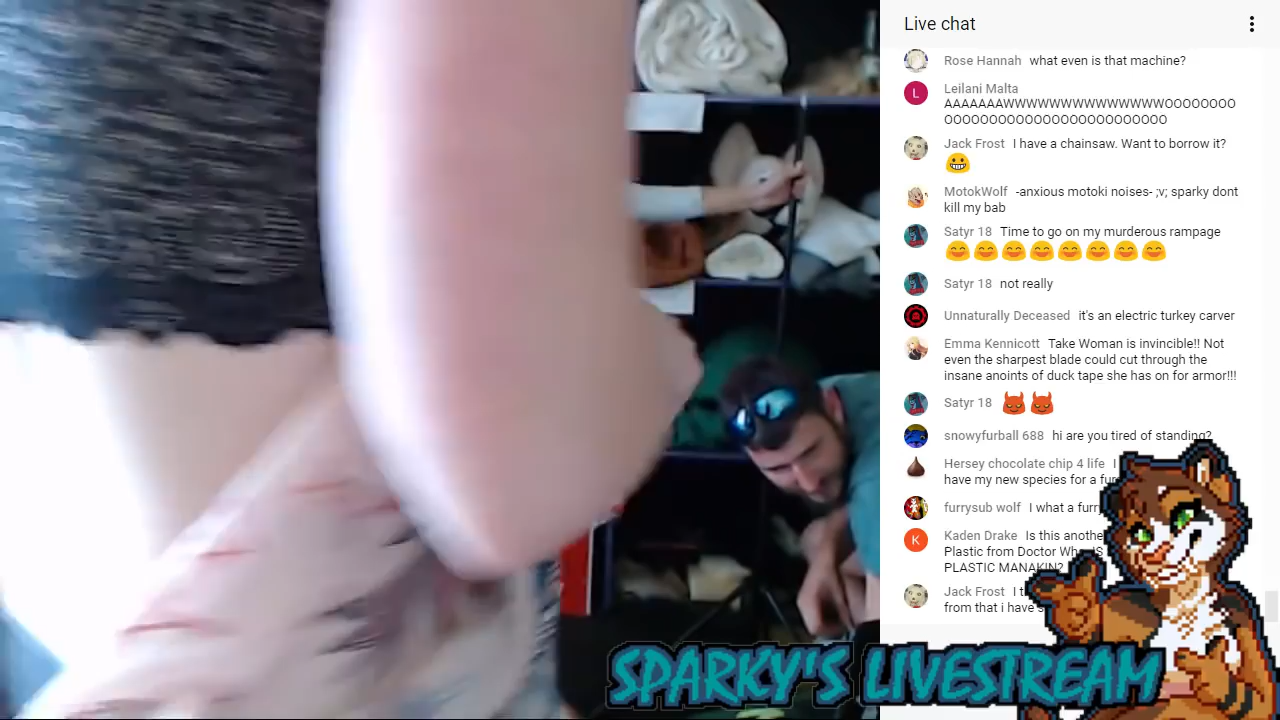 Live chat
Rose Hannah what even is that machine?
Leilani Malta
AAAAAAAWWWWWWWWWWWWWWWOOOOOOOO
OOOOOOOOOOOOOOOOOOOOOOOOO
Jack Frost I have a chainsaw. Want to borrow it?
MotokWolf -anxious motoki noises- ;v; sparky dont
kill my bab
Satyr 18 Time to go on my murderous rampage
Satyr 18 not really
Unnaturally Deceased it's an electric turkey carver
Emma Kennicott Take Woman is invincible!! Not
even the sharpest blade could cut through the
insane anoints of duck tape she has on for armor!!!
Satyr 18
snowyfurball 688 hi are you tired of standing?
Hersey chocolate chip 4 life I
have my new species for a
furrysub wolf I what a
Kaden Drake Is this
Plastic from Doctor
PLASTIC MANAKIN?
Jack Frost I
from that i have
SPARKY'S LIVESTREAM
L
K